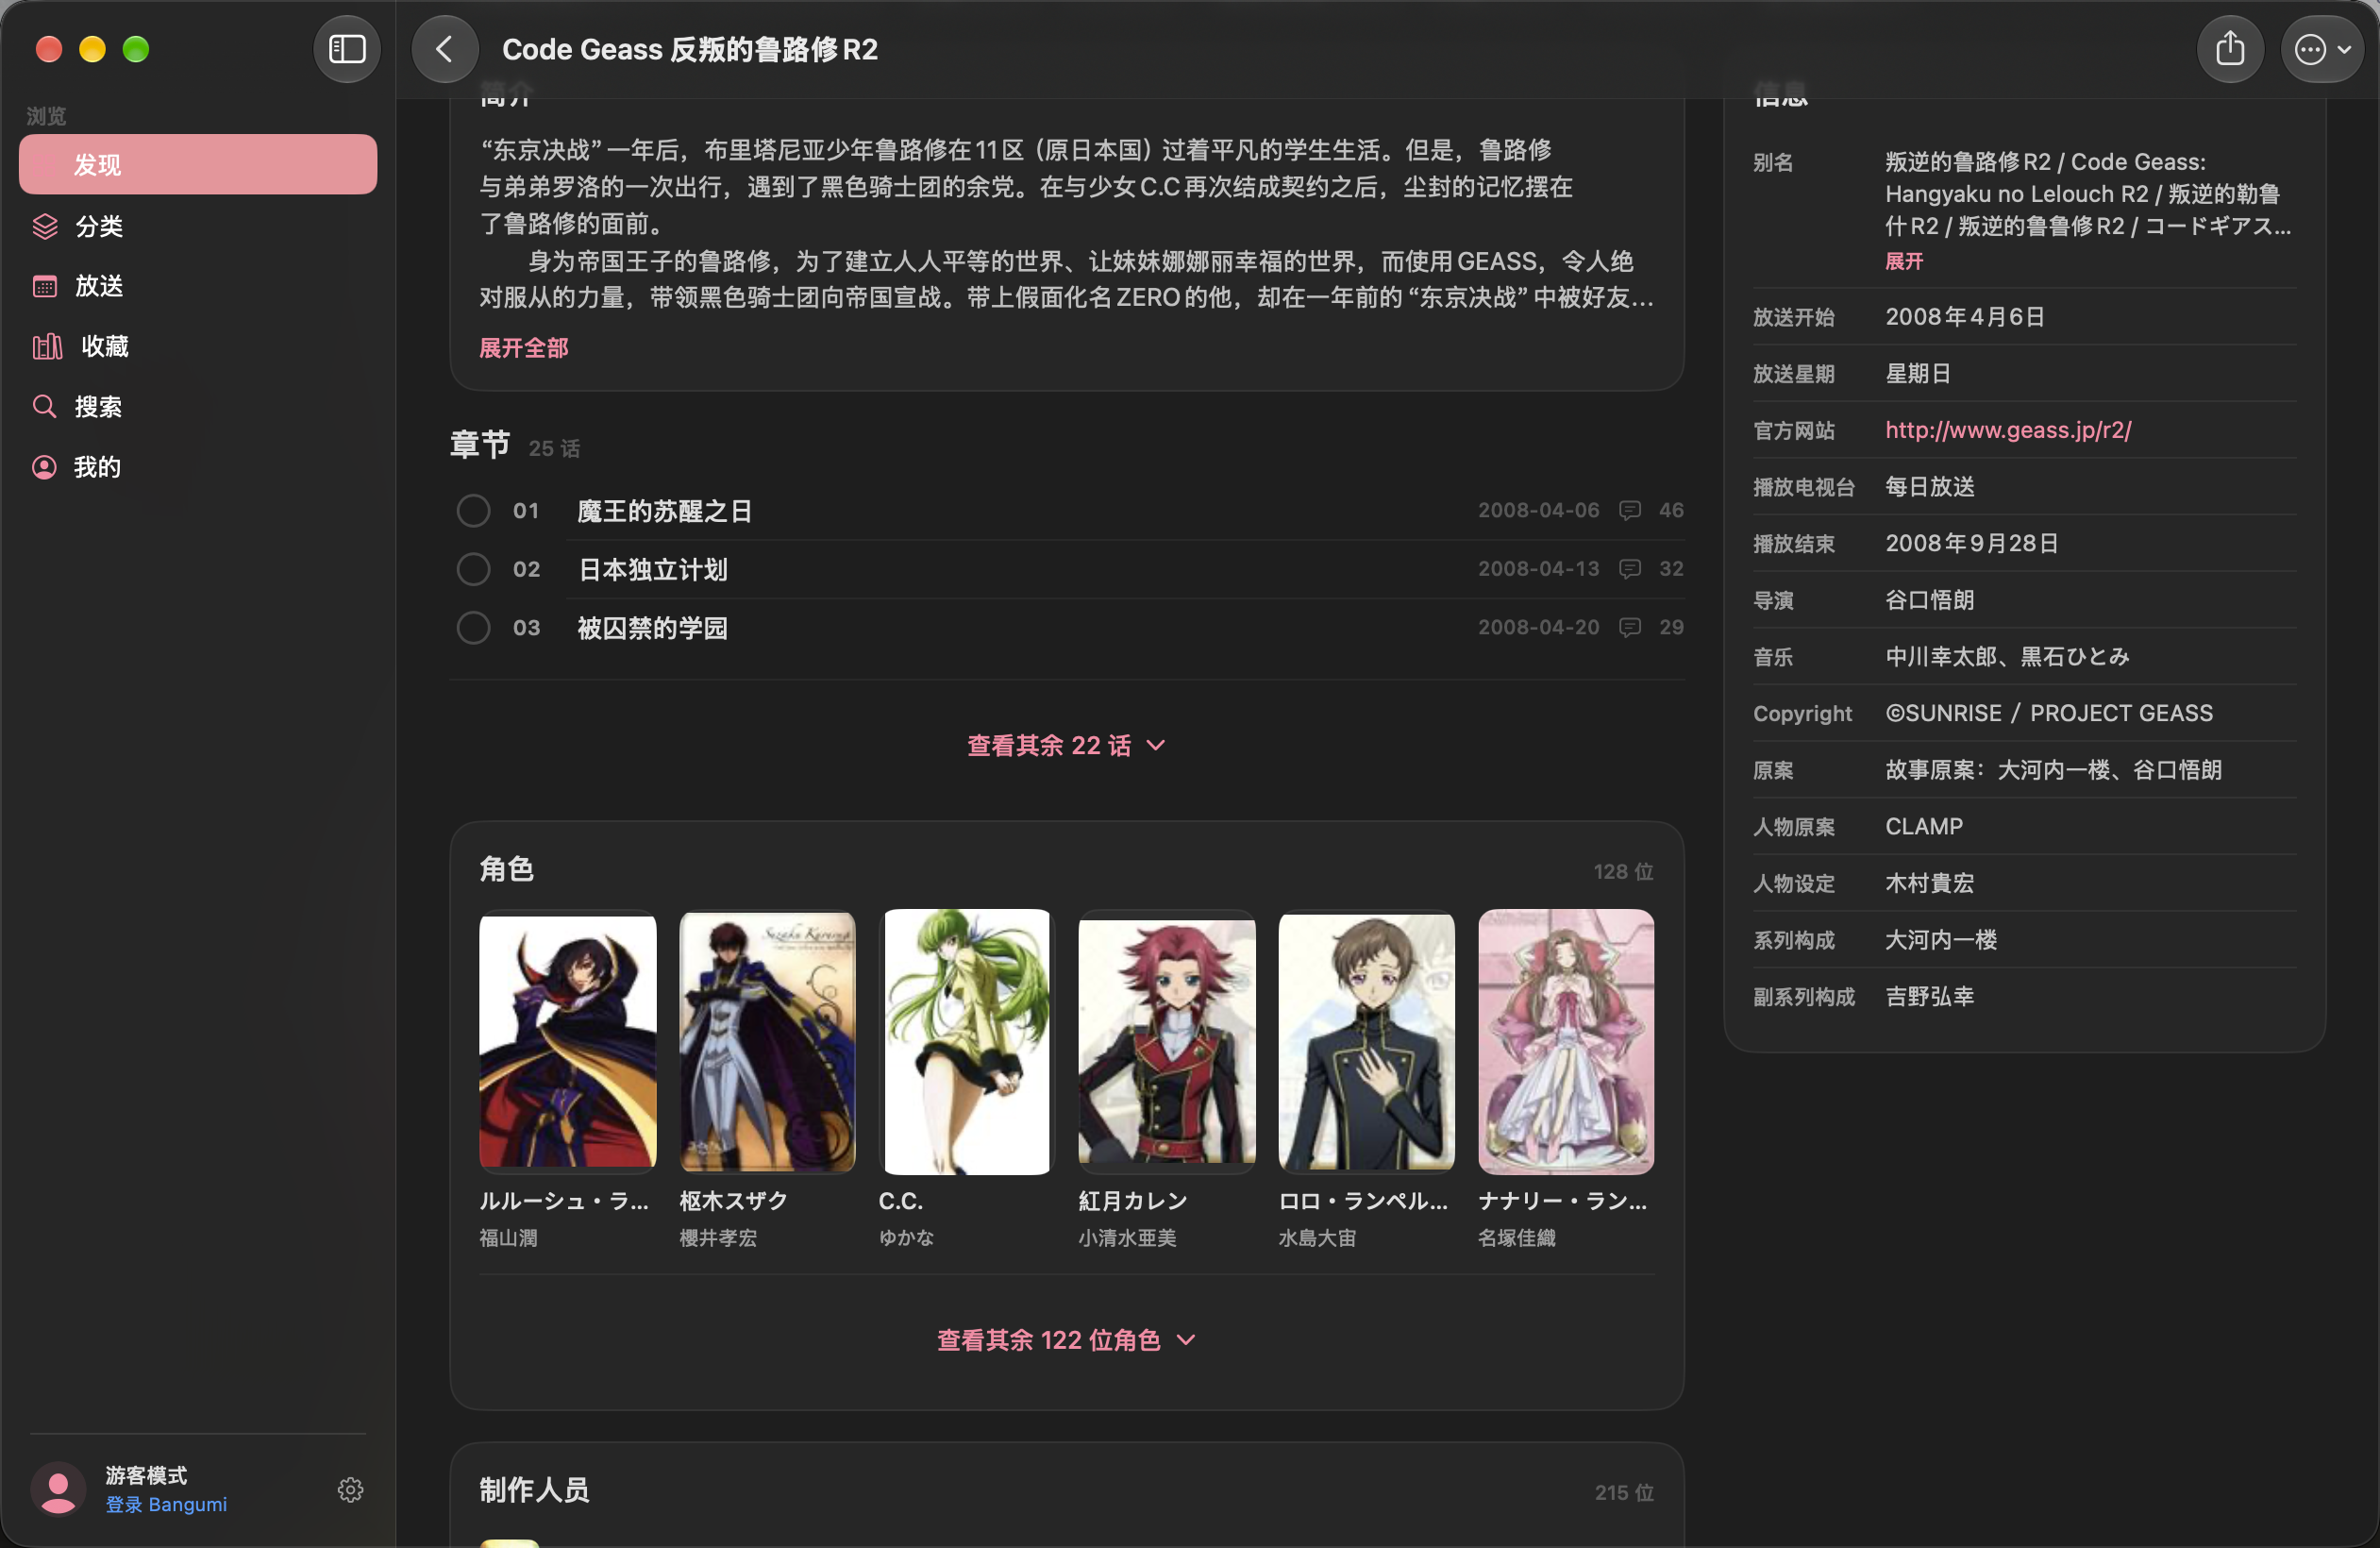 Code Geass 反叛的鲁路修R2
浏览
发现
分类
放送
收藏
搜索
我的
游客模式
登录 Bangumi
简介
“东京决战”一年后，布里塔尼亚少年鲁路修在11区（原日本国）过着平凡的学生生活。但是，鲁路修
与弟弟罗洛的一次出行，遇到了黑色骑士团的余党。在与少女C.C再次结成契约之后，尘封的记忆摆在
了鲁路修的面前。
身为帝国王子的鲁路修，为了建立人人平等的世界、让妹妹娜娜丽幸福的世界，而使用GEASS，令人绝
对服从的力量，带领黑色骑士团向帝国宣战。带上假面化名ZERO的他，却在一年前的“东京决战”中被好友…
展开全部
章节 25 话
01 魔王的苏醒之日 2008-04-06 46
02 日本独立计划 2008-04-13 32
03 被囚禁的学园 2008-04-20 29
查看其余 22 话
角色 128 位
Suzaku Kururugi
ルルーシュ・ラ… 枢木スザク C.C. 紅月カレン ロロ・ランペル… ナナリー・ラン…
福山潤 櫻井孝宏 ゆかな 小清水亜美 水島大宙 名塚佳織
查看其余 122 位角色
制作人员 215 位
信息
别名 叛逆的鲁路修R2 / Code Geass:
Hangyaku no Lelouch R2 / 叛逆的勒鲁
什R2 / 叛逆的鲁鲁修R2 / コードギアス…
展开
放送开始 2008年4月6日
放送星期 星期日
官方网站 http://www.geass.jp/r2/
播放电视台 每日放送
播放结束 2008年9月28日
导演 谷口悟朗
音乐 中川幸太郎、黒石ひとみ
Copyright ©SUNRISE / PROJECT GEASS
原案 故事原案：大河内一楼、谷口悟朗
人物原案 CLAMP
人物设定 木村貴宏
系列构成 大河内一楼
副系列构成 吉野弘幸